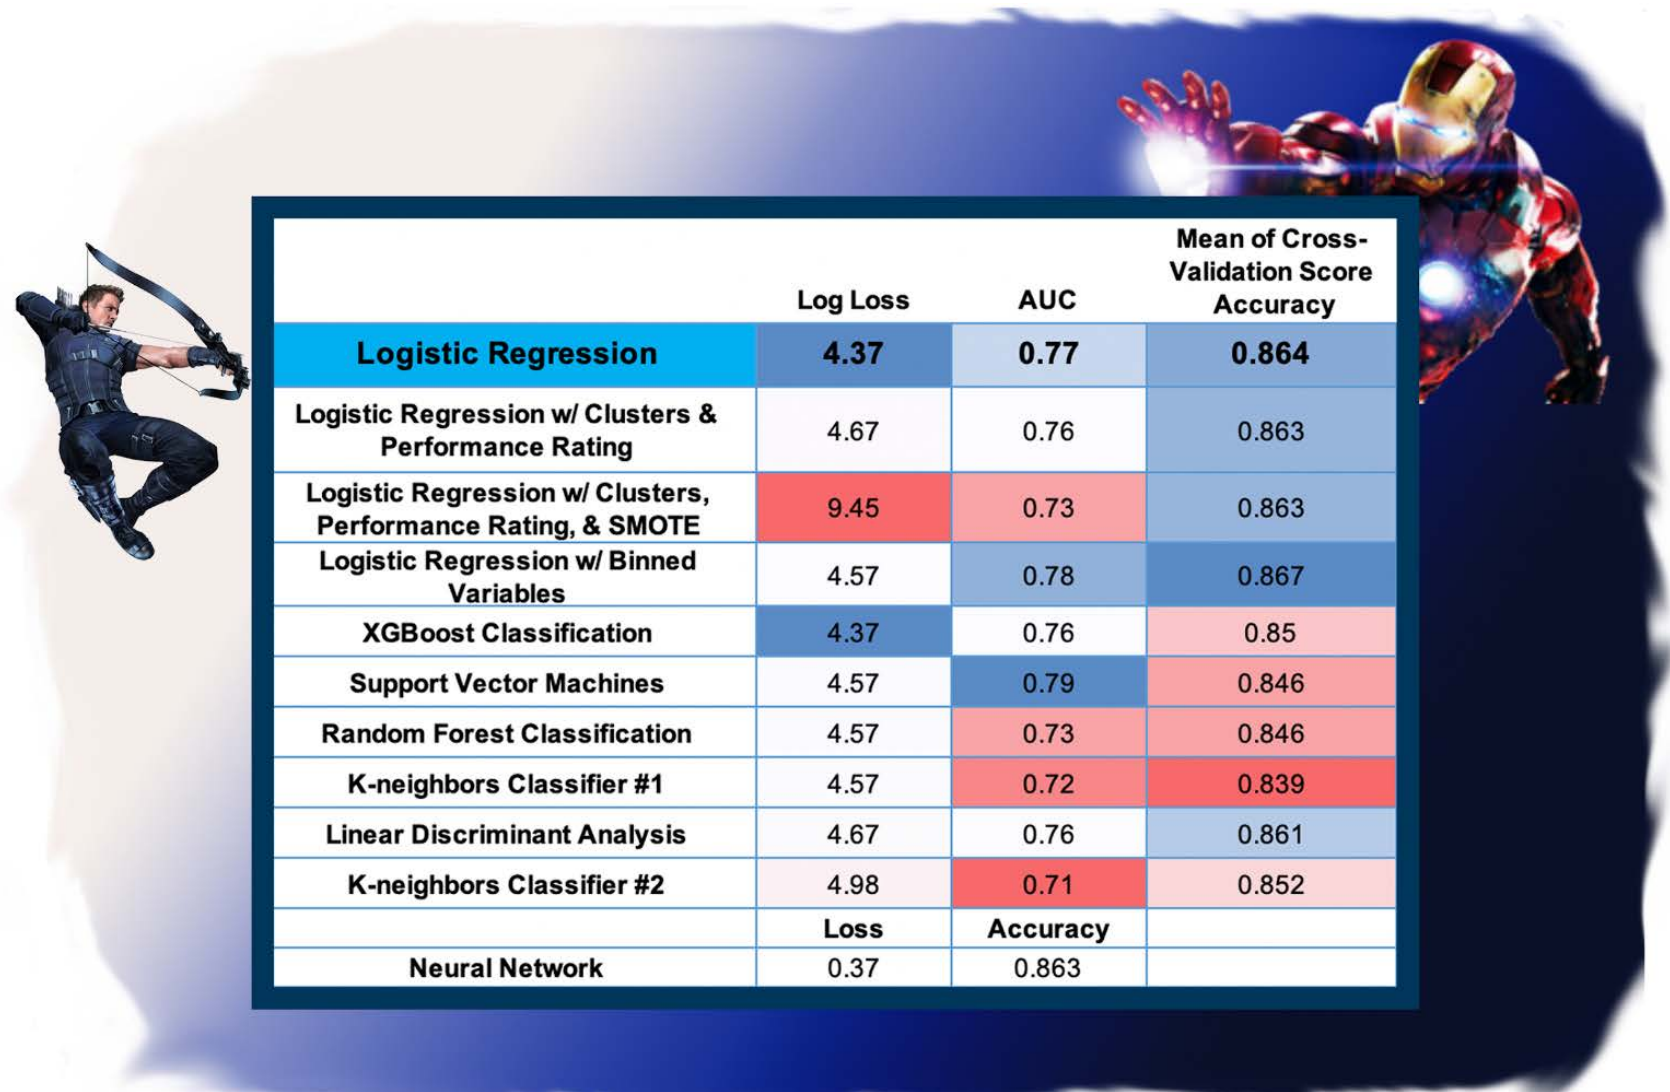 Log Loss
AUC
Mean of Cross-
Validation Score
Accuracy
Logistic Regression 4.37 0.77 0.864
Logistic Regression w/ Clusters &
Performance Rating
4.67 0.76 0.863
Logistic Regression w/ Clusters,
Performance Rating, & SMOTE
9.45 0.73 0.863
Logistic Regression w/ Binned
Variables
4.57 0.78 0.867
XGBoost Classification 4.37 0.76 0.85
Support Vector Machines 4.57 0.79 0.846
Random Forest Classification 4.57 0.73 0.846
K-neighbors Classifier #1 4.57 0.72 0.839
Linear Discriminant Analysis 4.67 0.76 0.861
K-neighbors Classifier #2 4.98 0.71 0.852
Loss Accuracy
Neural Network 0.37 0.863